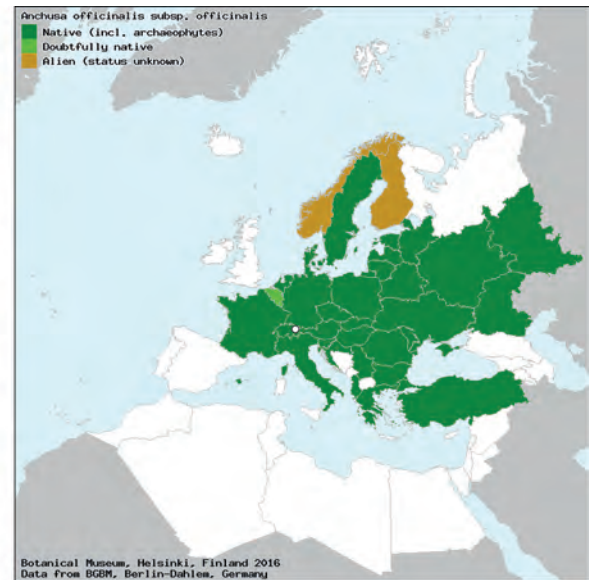 Anchusa officinalis subsp. officinalis
Native (incl. archaeophytes)
Doubtfully native
Alien (status unknown)
Botanical Museum, Helsinki, Finland 2016
Data from BGBM, Berlin-Dahlem, Germany